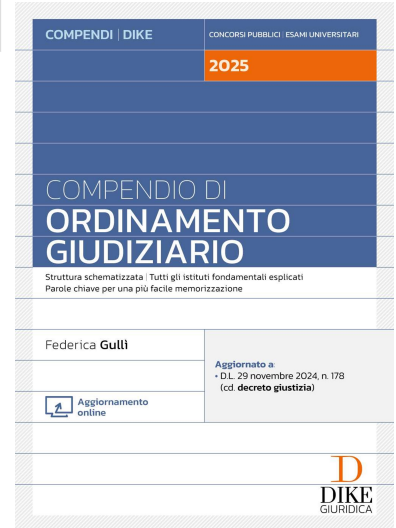 COMPENDI | DIKE
CONCORSI PUBBLICI | ESAMI UNIVERSITARI
2025
COMPENDIO DI
ORDINAMENTO
GIUDIZIARIO
Struttura schematizzata | Tutti gli istituti fondamentali esplicati
Parole chiave per una più facile memorizzazione
Federica Gullì
Aggiornamento
online
Aggiornato a:
• D.L. 29 novembre 2024, n. 178
(cd. decreto giustizia)
D
DIKE
GIURIDICA